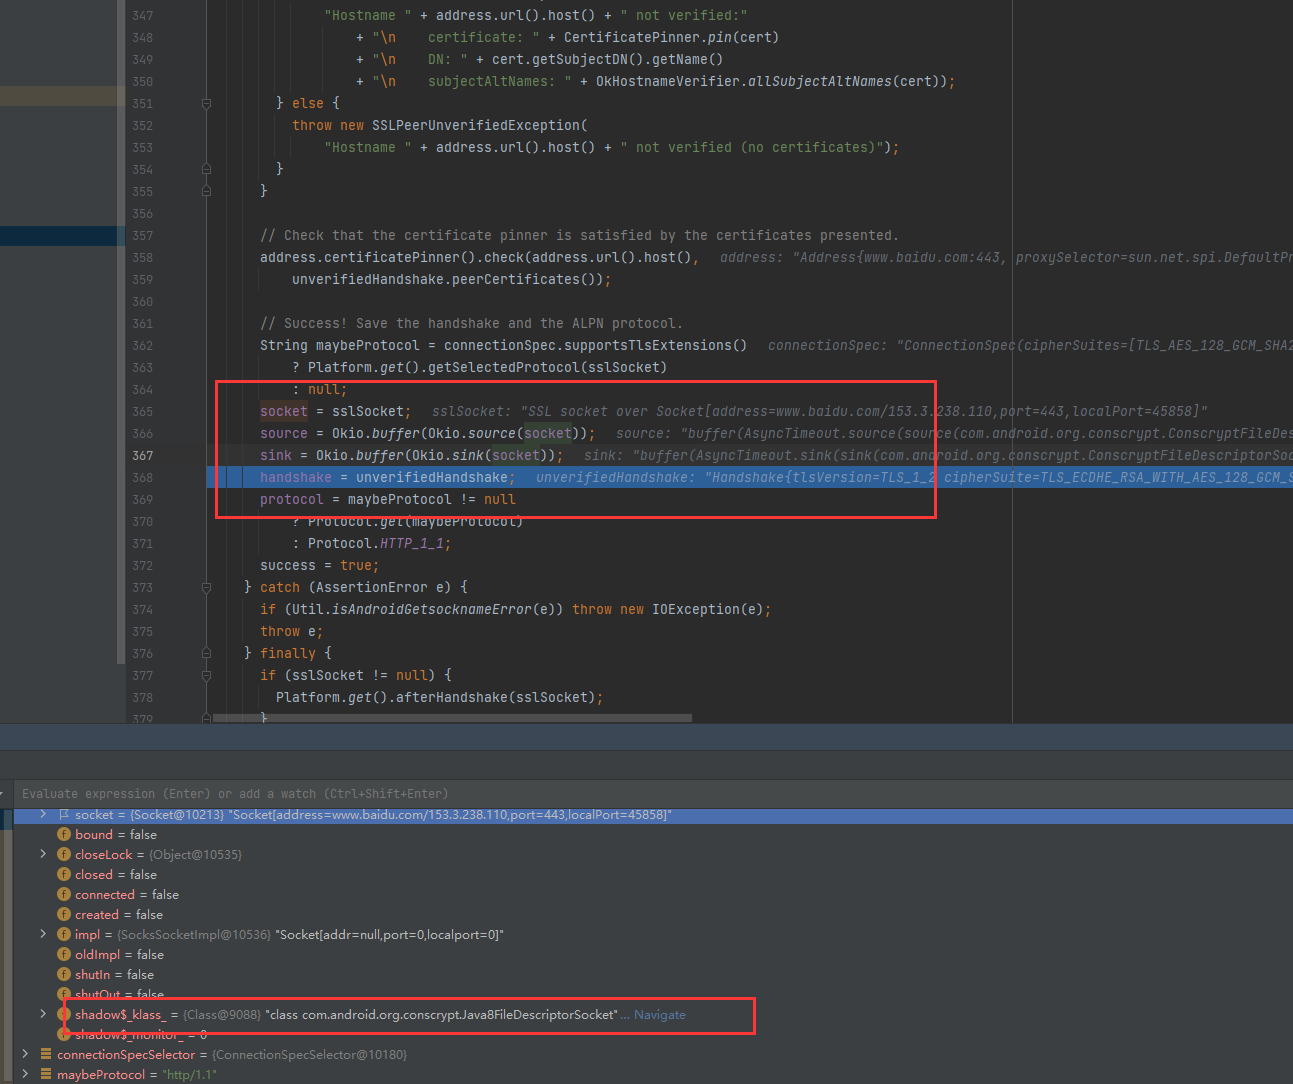 347 "Hostname " + address.url().host() + " not verified:"
348 + "\n    certificate: " + CertificatePinner.pin(cert)
349 + "\n    DN: " + cert.getSubjectDN().getName()
350 + "\n    subjectAltNames: " + OkHostnameVerifier.allSubjectAltNames(cert));
351 } else {
352 throw new SSLPeerUnverifiedException(
353 "Hostname " + address.url().host() + " not verified (no certificates)");
354 }
355 }
356
357 // Check that the certificate pinner is satisfied by the certificates presented.
358 address.certificatePinner().check(address.url().host(), address: "Address{www.baidu.com:443, proxySelector=sun.net.spi.DefaultPr
359 unverifiedHandshake.peerCertificates());
360
361 // Success! Save the handshake and the ALPN protocol.
362 String maybeProtocol = connectionSpec.supportsTlsExtensions() connectionSpec: "ConnectionSpec(cipherSuites=[TLS_AES_128_GCM_SHA2
363 ? Platform.get().getSelectedProtocol(sslSocket)
364 : null;
365 socket = sslSocket; sslSocket: "SSL socket over Socket[address=www.baidu.com/153.3.238.110,port=443,localPort=45858]"
366 source = Okio.buffer(Okio.source(socket)); source: "buffer(AsyncTimeout.source(source(com.android.org.conscrypt.ConscryptFileDes
367 sink = Okio.buffer(Okio.sink(socket)); sink: "buffer(AsyncTimeout.sink(sink(com.android.org.conscrypt.ConscryptFileDescriptorSoc
368 handshake = unverifiedHandshake; unverifiedHandshake: "Handshake{tlsVersion=TLS_1_2 cipherSuite=TLS_ECDHE_RSA_WITH_AES_128_GCM_S
369 protocol = maybeProtocol != null
370 ? Protocol.get(maybeProtocol)
371 : Protocol.HTTP_1_1;
372 success = true;
373 } catch (AssertionError e) {
374 if (Util.isAndroidGetsocknameError(e)) throw new IOException(e);
375 throw e;
376 } finally {
377 if (sslSocket != null) {
378 Platform.get().afterHandshake(sslSocket);
379 }
Evaluate expression (Enter) or add a watch (Ctrl+Shift+Enter)
socket = {Socket@10213} "Socket[address=www.baidu.com/153.3.238.110,port=443,localPort=45858]"
f bound = false
f closeLock = {Object@10535}
f closed = false
f connected = false
f created = false
f impl = {SocksSocketImpl@10536} "Socket[addr=null,port=0,localport=0]"
f oldImpl = false
f shutIn = false
f shutOut = false
f shadow$_klass_ = {Class@9088} "class com.android.org.conscrypt.Java8FileDescriptorSocket"... Navigate
f shadow$_monitor_ = 0
connectionSpecSelector = {ConnectionSpecSelector@10180}
maybeProtocol = "http/1.1"